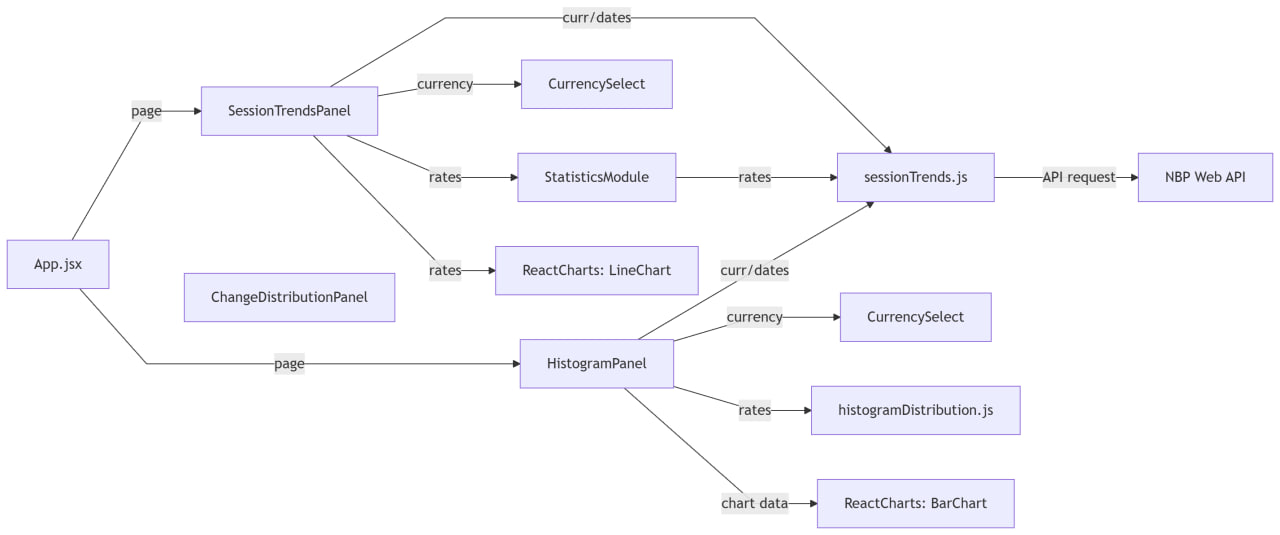 curr/dates
currency
CurrencySelect
page
SessionTrendsPanel
rates
StatisticsModule
rates
sessionTrends.js
API request
NBP Web API
App.jsx
rates
ReactCharts: LineChart
curr/dates
ChangeDistributionPanel
currency
CurrencySelect
page
HistogramPanel
rates
histogramDistribution.js
chart data
ReactCharts: BarChart